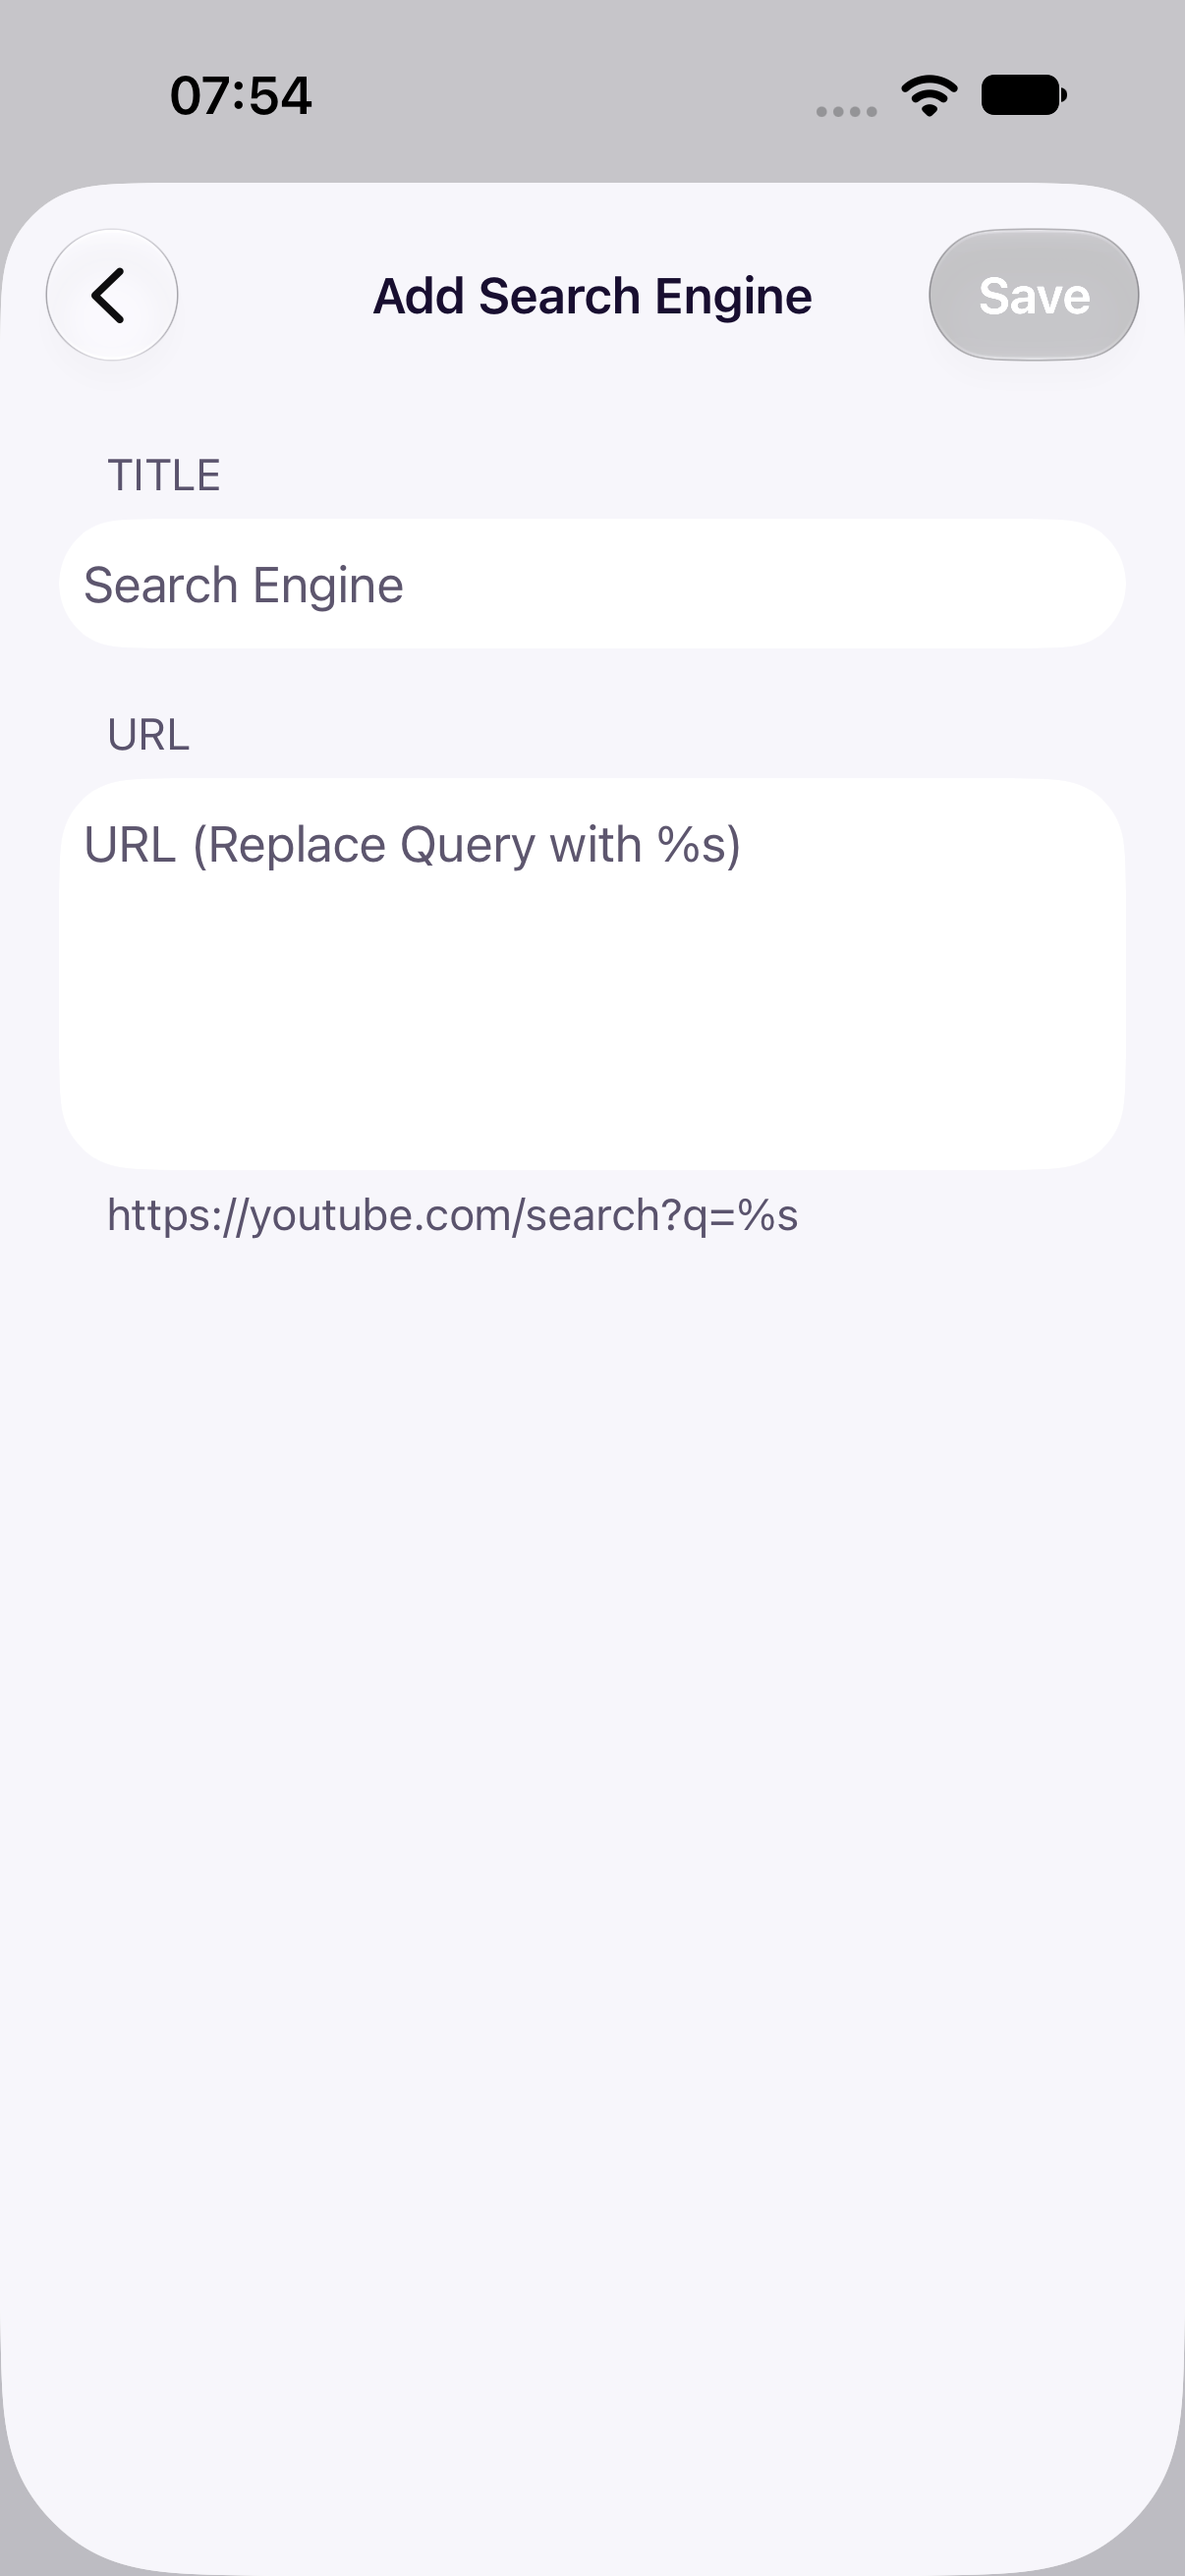 07:54
Add Search Engine
Save
TITLE
Search Engine
URL
URL (Replace Query with %s)
https://youtube.com/search?q=%s